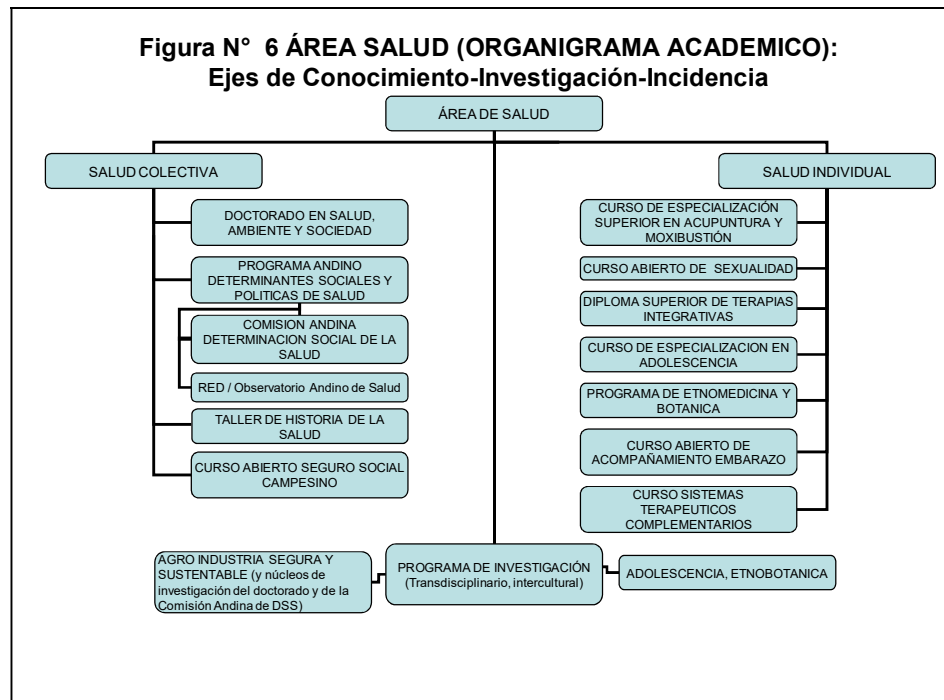 Figura N° 6 ÁREA SALUD (ORGANIGRAMA ACADEMICO):
Ejes de Conocimiento-Investigación-Incidencia
ÁREA DE SALUD
SALUD COLECTIVA
DOCTORADO EN SALUD,
AMBIENTE Y SOCIEDAD
PROGRAMA ANDINO
DETERMINANTES SOCIALES Y
POLITICAS DE SALUD
COMISION ANDINA
DETERMINACION SOCIAL DE LA
SALUD
RED / Observatorio Andino de Salud
TALLER DE HISTORIA DE LA
SALUD
CURSO ABIERTO SEGURO SOCIAL
CAMPESINO
SALUD INDIVIDUAL
CURSO DE ESPECIALIZACIÓN
SUPERIOR EN ACUPUNTURA Y
MOXIBUSTIÓN
CURSO ABIERTO DE SEXUALIDAD
DIPLOMA SUPERIOR DE TERAPIAS
INTEGRATIVAS
CURSO DE ESPECIALIZACION EN
ADOLESCENCIA
PROGRAMA DE ETNOMEDICINA Y
BOTANICA
CURSO ABIERTO DE
ACOMPAÑAMIENTO EMBARAZO
CURSO SISTEMAS
TERAPEUTICOS
COMPLEMENTARIOS
AGRO INDUSTRIA SEGURA Y
SUSTENTABLE (y núcleos de
investigación del doctorado y de la
Comisión Andina de DSS)
PROGRAMA DE INVESTIGACIÓN
(Transdisciplinario, intercultural)
ADOLESCENCIA, ETNOBOTANICA